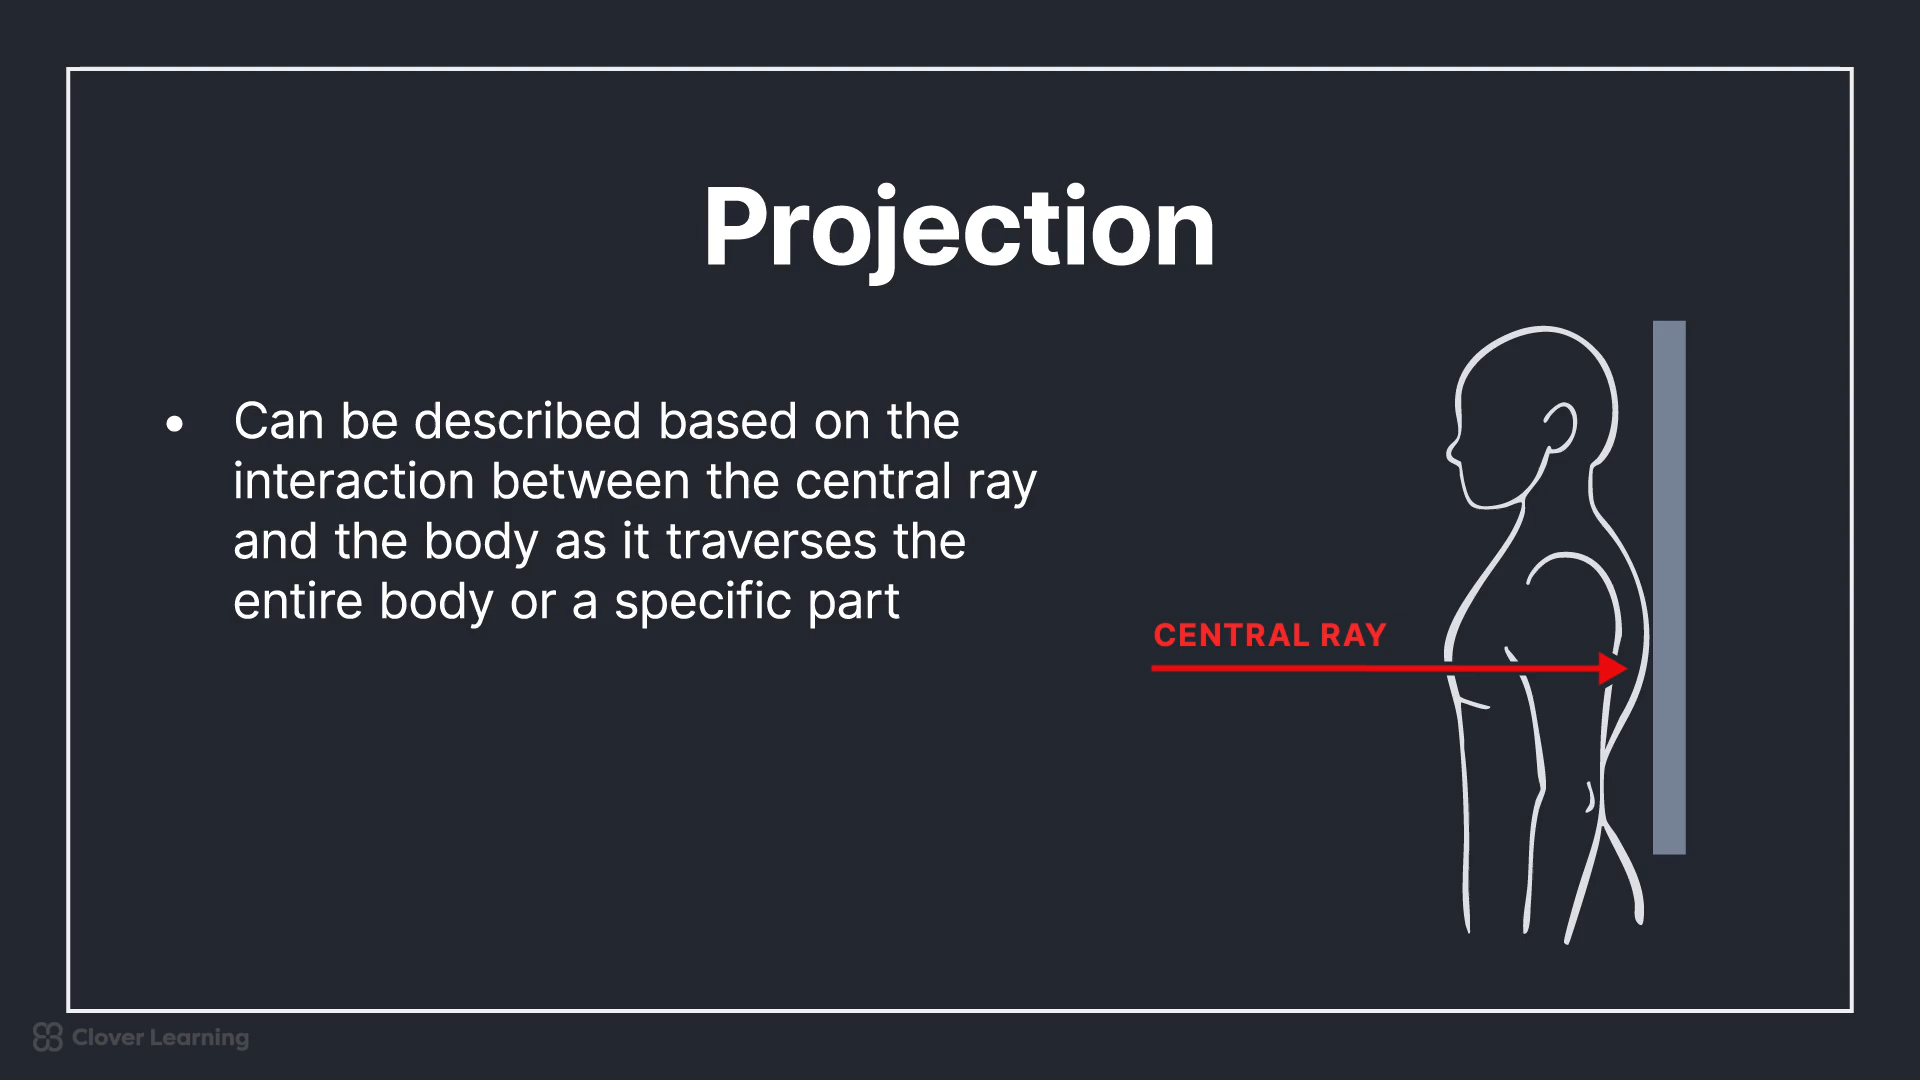 Projection
• Can be described based on the
interaction between the central ray
and the body as it traverses the
entire body or a specific part
CENTRAL RAY
Clover Learning